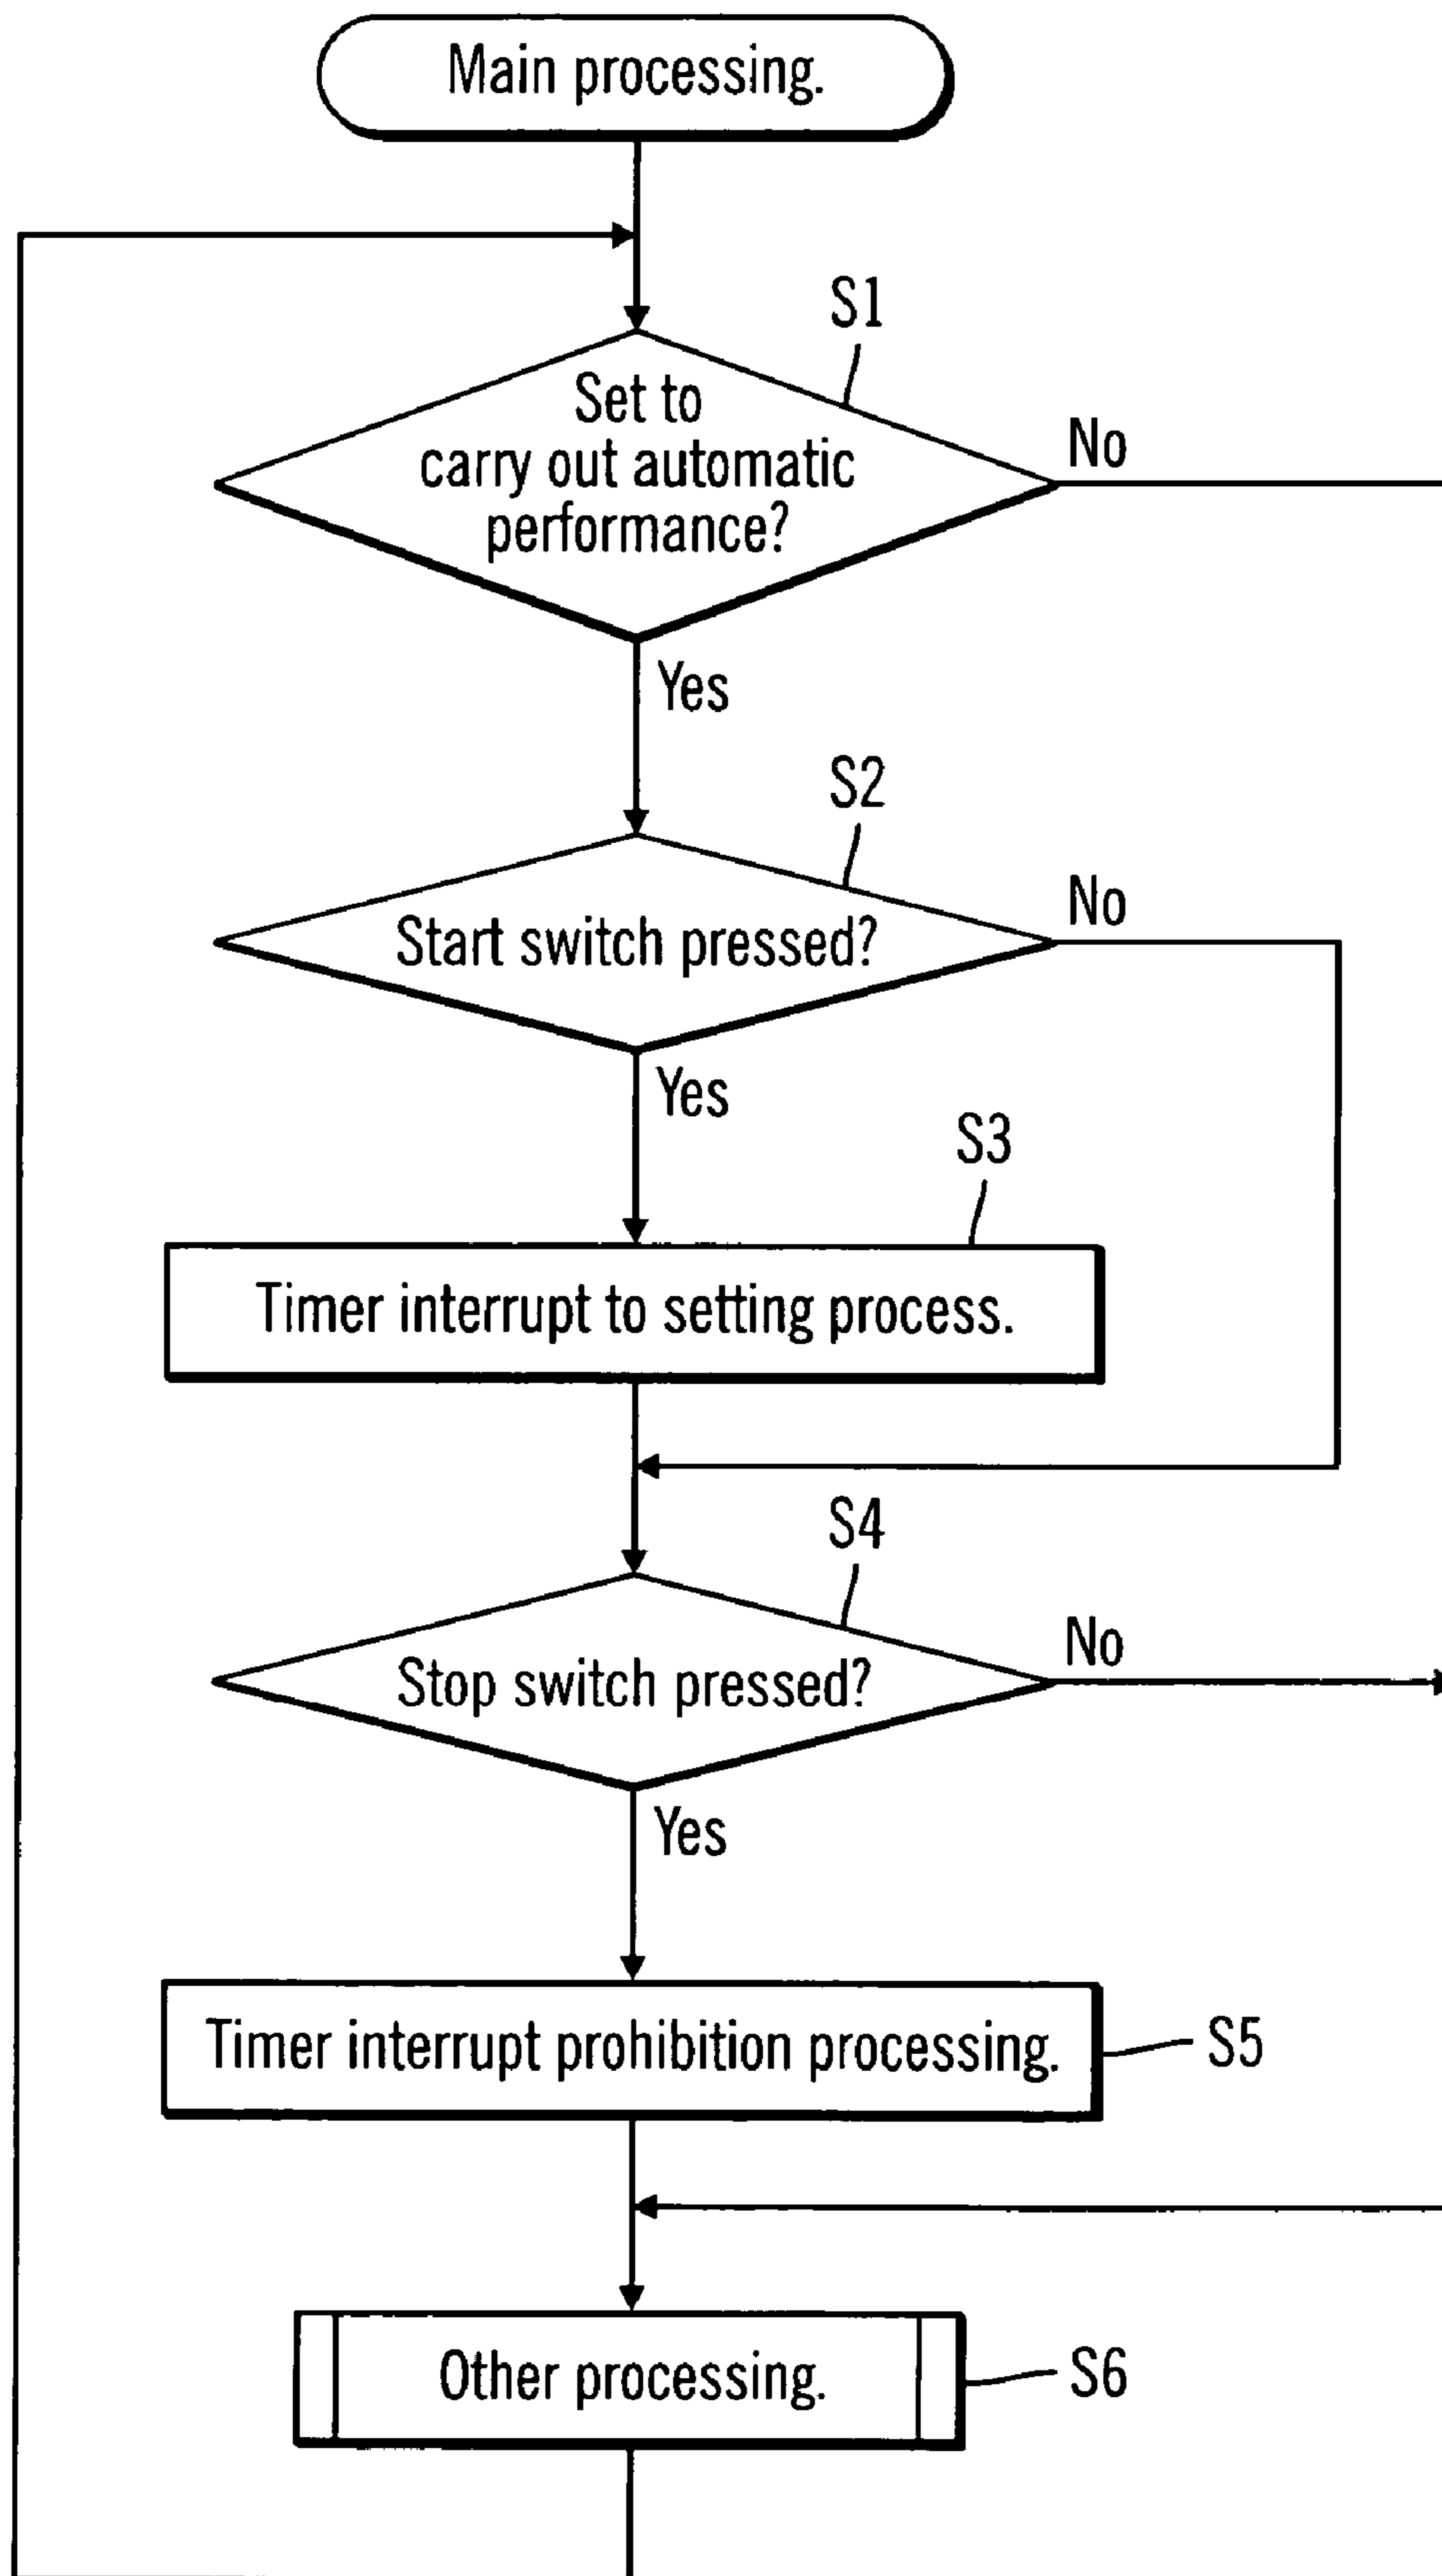 Main processing.
S1
Set to
carry out automatic
performance?
No
Yes
S2
Start switch pressed?
No
Yes
S3
Timer interrupt to setting process.
S4
Stop switch pressed?
No
Yes
Timer interrupt prohibition processing.
S5
Other processing.
S6